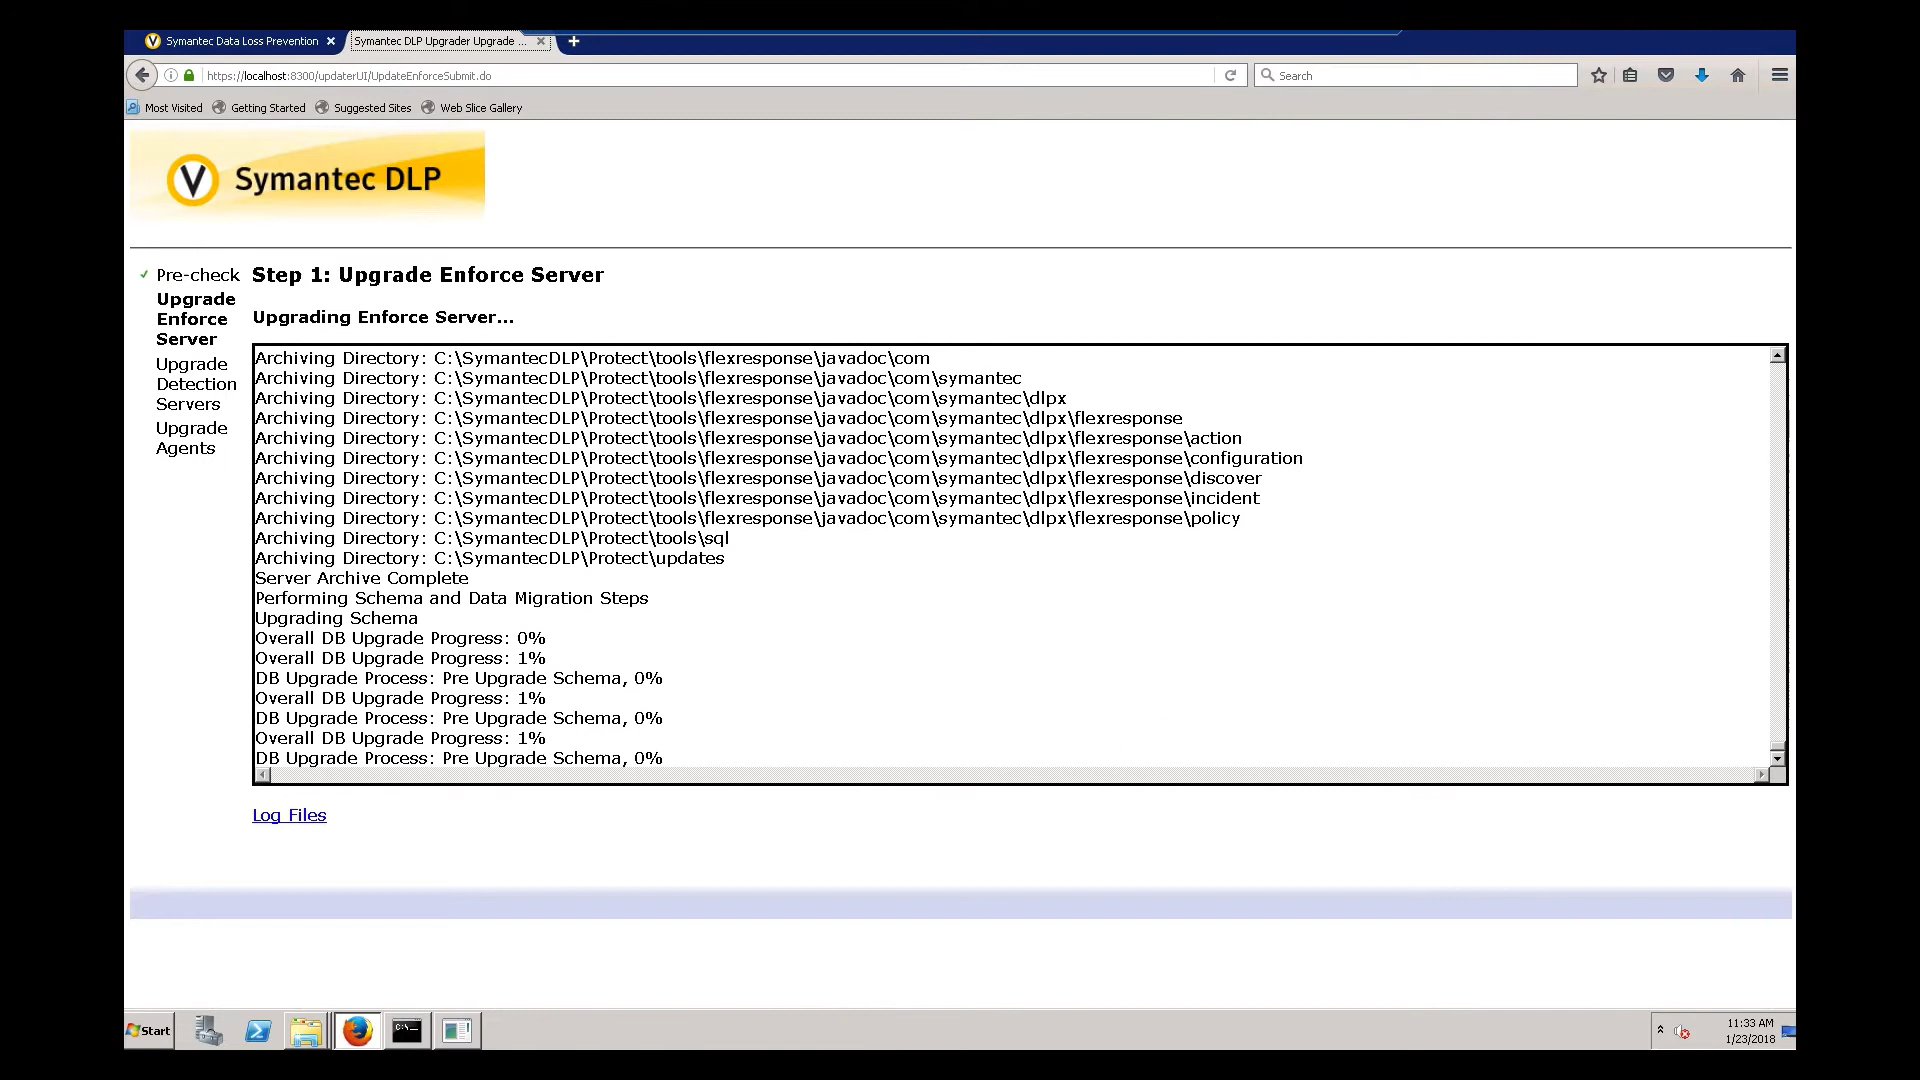 Symantec Data Loss Prevention
Symantec DLP Upgrader Upgrade ...
https://localhost:8300/updaterUI/UpdateEnforceSubmit.do
Search
Most Visited
Getting Started
Suggested Sites
Web Slice Gallery
Symantec DLP
Pre-check
Upgrade
Enforce
Server
Upgrade
Detection
Servers
Upgrade
Agents
Step 1: Upgrade Enforce Server
Upgrading Enforce Server...
Archiving Directory: C:\SymantecDLP\Protect\tools\flexresponse\javadoc\com
Archiving Directory: C:\SymantecDLP\Protect\tools\flexresponse\javadoc\com\symantec
Archiving Directory: C:\SymantecDLP\Protect\tools\flexresponse\javadoc\com\symantec\dlpx
Archiving Directory: C:\SymantecDLP\Protect\tools\flexresponse\javadoc\com\symantec\dlpx\flexresponse
Archiving Directory: C:\SymantecDLP\Protect\tools\flexresponse\javadoc\com\symantec\dlpx\flexresponse\action
Archiving Directory: C:\SymantecDLP\Protect\tools\flexresponse\javadoc\com\symantec\dlpx\flexresponse\configuration
Archiving Directory: C:\SymantecDLP\Protect\tools\flexresponse\javadoc\com\symantec\dlpx\flexresponse\discover
Archiving Directory: C:\SymantecDLP\Protect\tools\flexresponse\javadoc\com\symantec\dlpx\flexresponse\incident
Archiving Directory: C:\SymantecDLP\Protect\tools\flexresponse\javadoc\com\symantec\dlpx\flexresponse\policy
Archiving Directory: C:\SymantecDLP\Protect\tools\sql
Archiving Directory: C:\SymantecDLP\Protect\updates
Server Archive Complete
Performing Schema and Data Migration Steps
Upgrading Schema
Overall DB Upgrade Progress: 0%
Overall DB Upgrade Progress: 1%
DB Upgrade Process: Pre Upgrade Schema, 0%
Overall DB Upgrade Progress: 1%
DB Upgrade Process: Pre Upgrade Schema, 0%
Overall DB Upgrade Progress: 1%
DB Upgrade Process: Pre Upgrade Schema, 0%
Log Files
Start
11:33 AM
1/23/2018